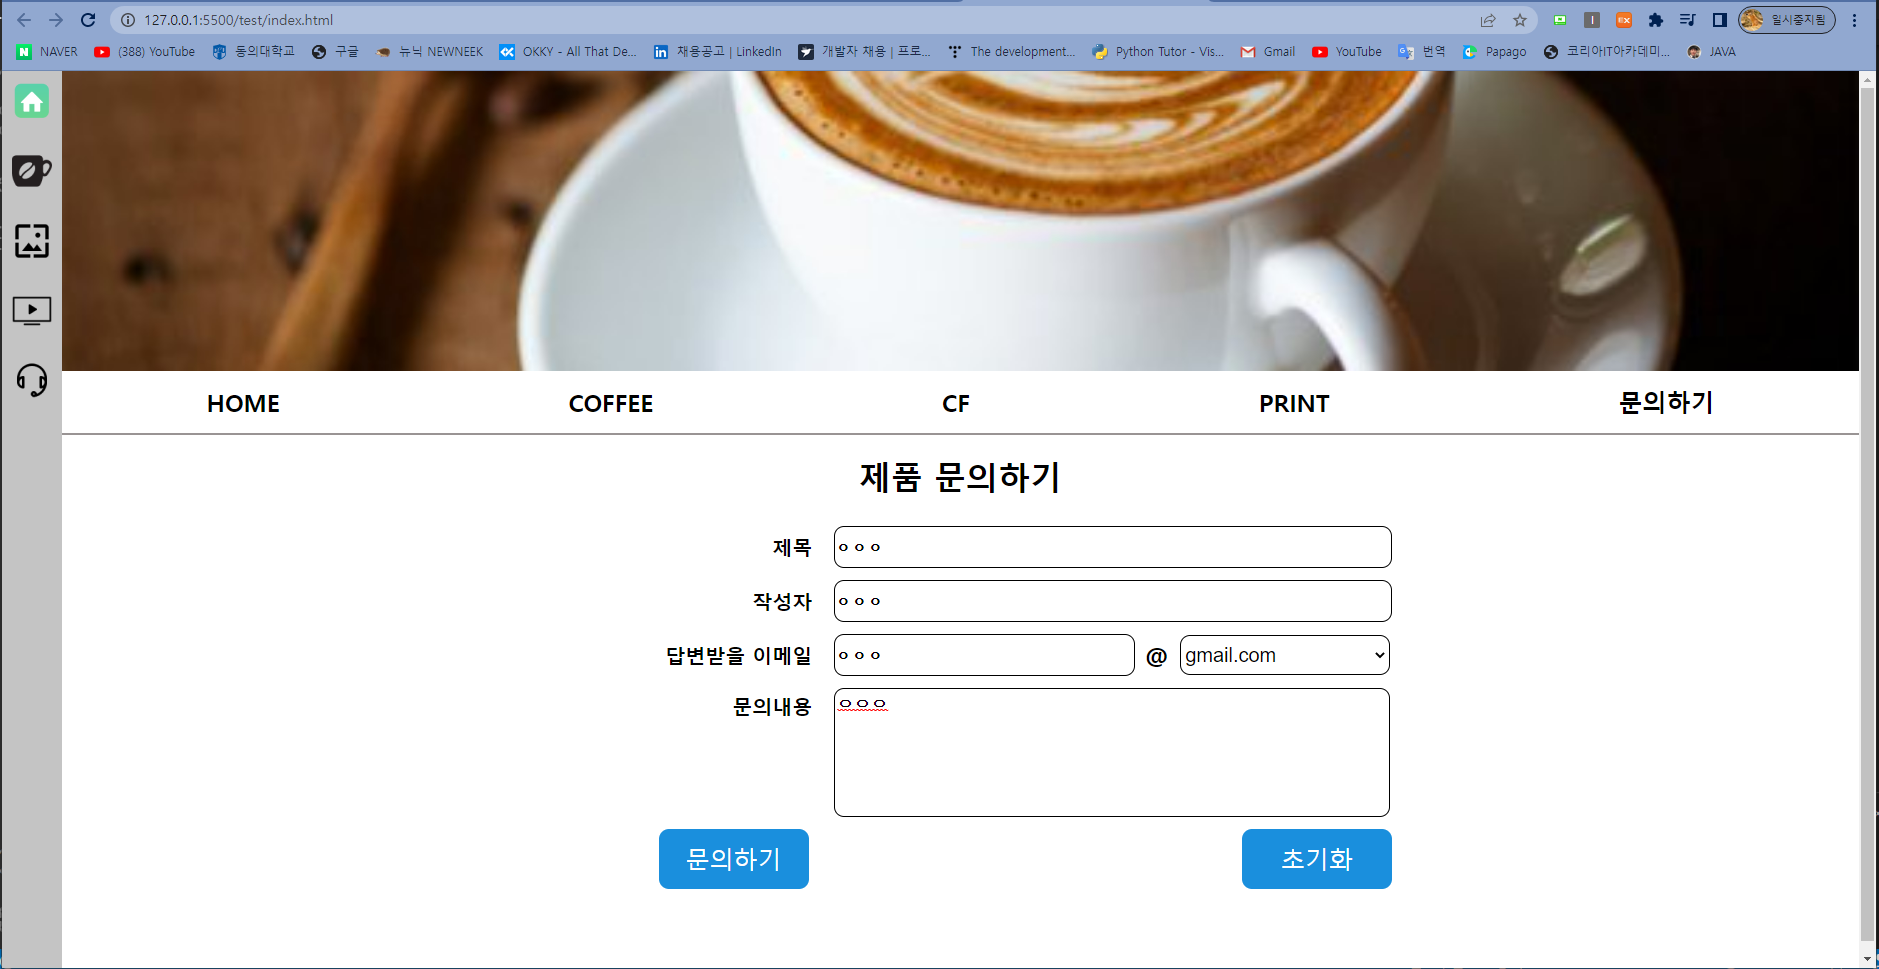 127.0.0.1:5500/test/index.html
일시중지됨
NAVER (388) YouTube 동의대학교 구글 뉴닉 NEWNEEK OKKY - All That De... 채용공고 | LinkedIn 개발자 채용 | 프로... The development... Python Tutor - Vis... Gmail YouTube 번역 Papago 코리아IT아카데미... JAVA
HOME COFFEE CF PRINT 문의하기
제품 문의하기
제목 ㅇㅇㅇ
작성자 ㅇㅇㅇ
답변받을 이메일 ㅇㅇㅇ @ gmail.com
문의내용 ㅇㅇㅇ
문의하기 초기화